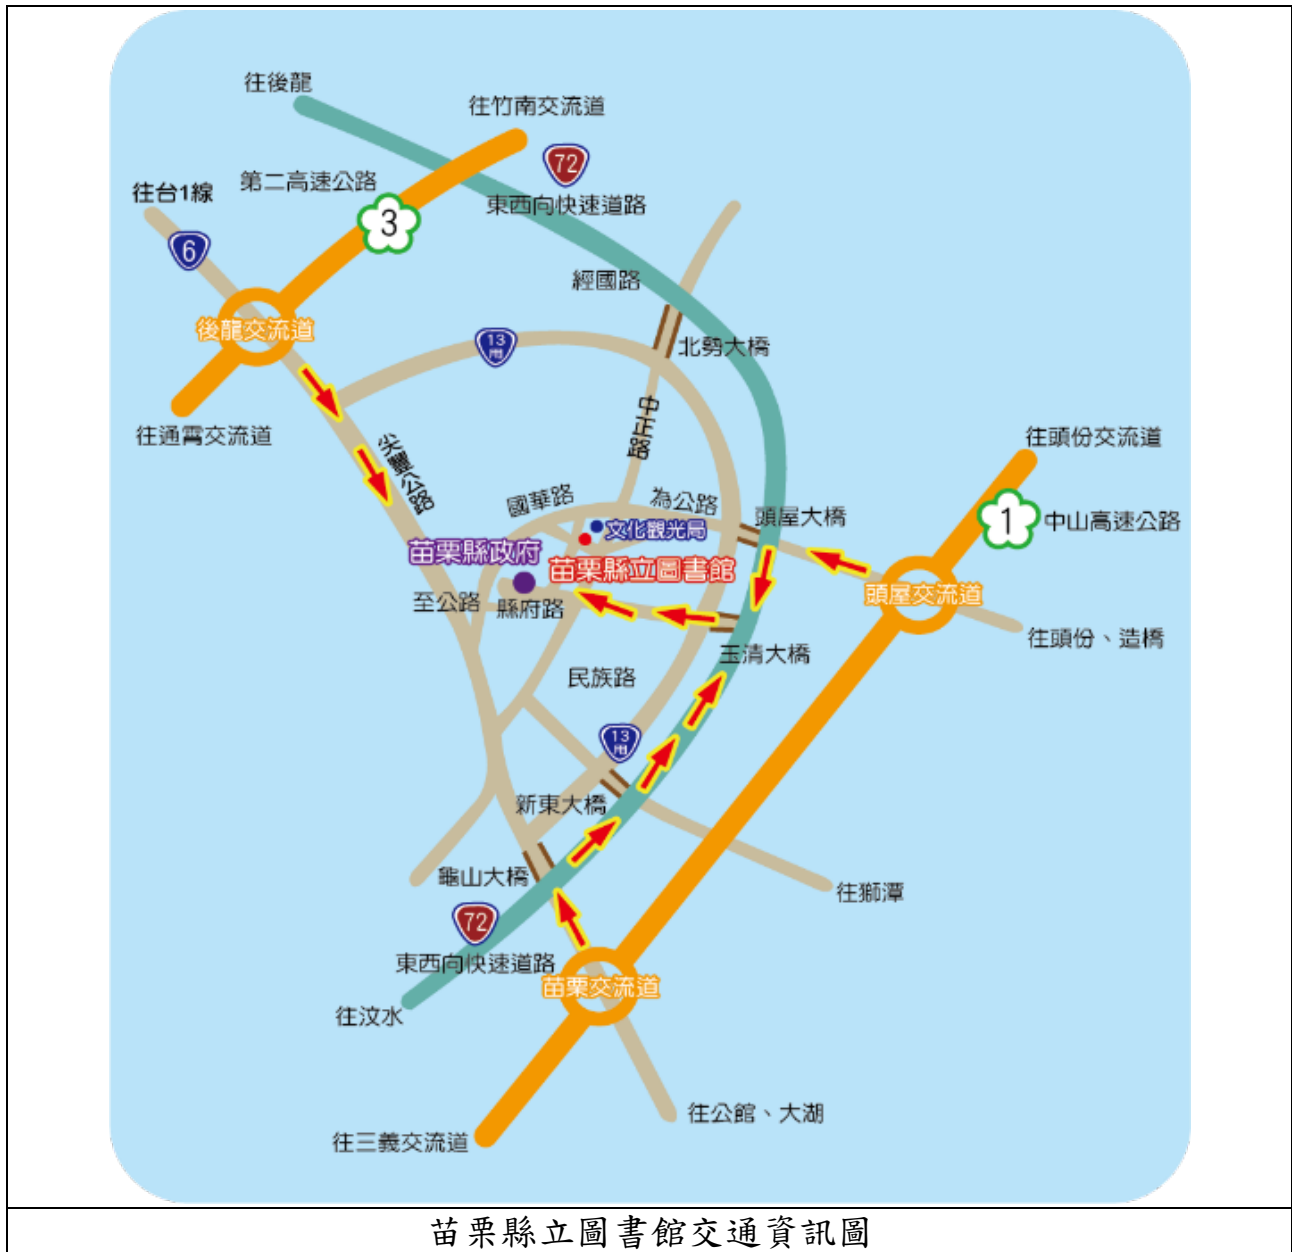 往後龍
往竹南交流道
72
第二高速公路
往台1線
東西向快速道路
3
6
經國路
後龍交流道
13
甲
北勢大橋
中正路
往通霄交流道
尖豐公路
往頭份交流道
國華路
為公路
頭屋大橋
1
中山高速公路
文化觀光局
苗栗縣政府
苗栗縣立圖書館
頭屋交流道
至公路
縣府路
往頭份、造橋
玉清大橋
民族路
13
甲
新東大橋
龜山大橋
往獅潭
72
東西向快速道路
苗栗交流道
往汶水
往公館、大湖
往三義交流道
苗栗縣立圖書館交通資訊圖